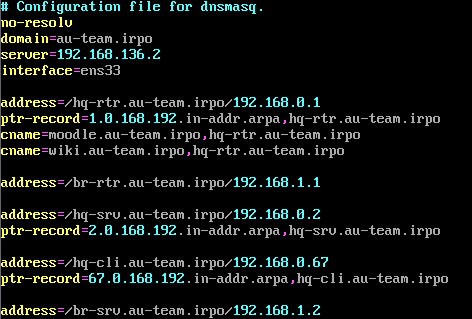 # Configuration file for dnsmasq.
no-resolv
domain=au-team.irpo
server=192.168.136.2
interface=ens33
address=/hq-rtr.au-team.irpo/192.168.0.1
ptr-record=1.0.168.192.in-addr.arpa,hq-rtr.au-team.irpo
cname=moodle.au-team.irpo,hq-rtr.au-team.irpo
cname=wiki.au-team.irpo,hq-rtr.au-team.irpo
address=/br-rtr.au-team.irpo/192.168.1.1
address=/hq-srv.au-team.irpo/192.168.0.2
ptr-record=2.0.168.192.in-addr.arpa,hq-srv.au-team.irpo
address=/hq-cli.au-team.irpo/192.168.0.67
ptr-record=67.0.168.192.in-addr.arpa,hq-cli.au-team.irpo
address=/br-srv.au-team.irpo/192.168.1.2